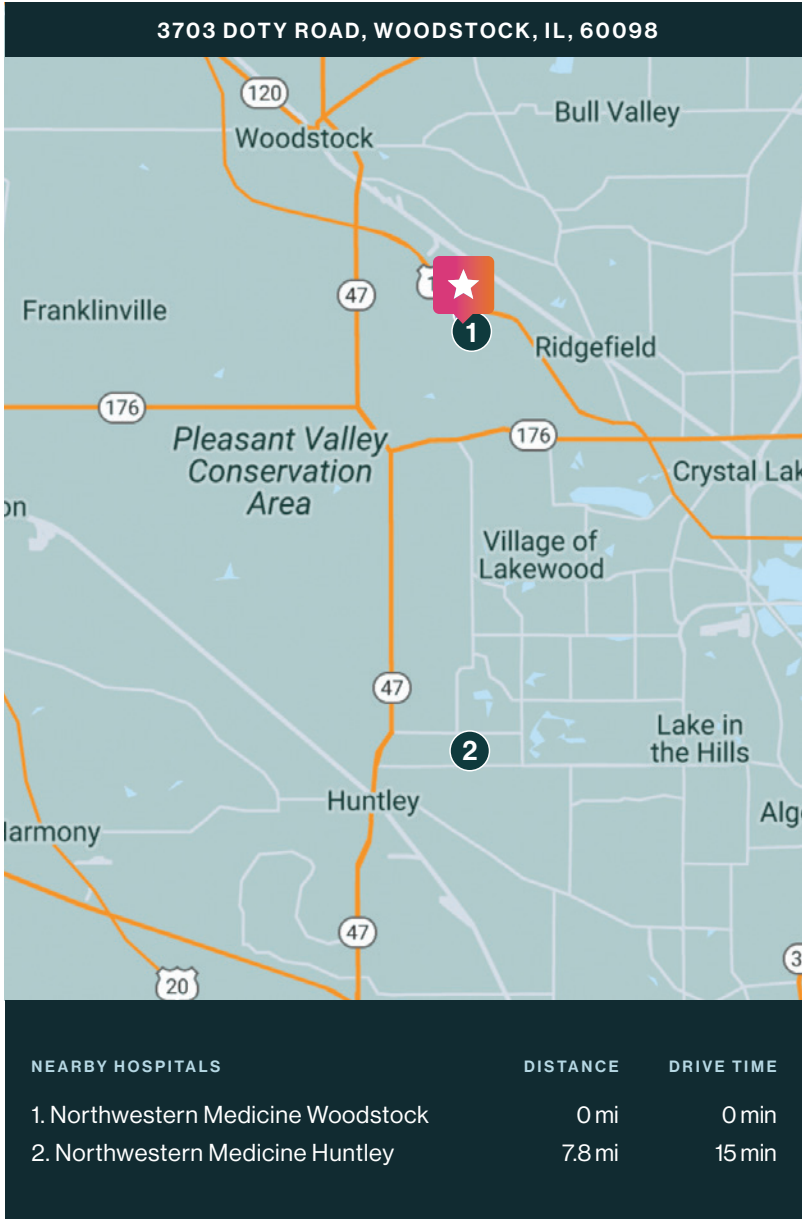 3703 DOTY ROAD, WOODSTOCK, IL, 60098
120
Bull Valley
Woodstock
1
47
Franklinville
1
Ridgefield
176
176
Pleasant Valley
Conservation
Area
Crystal Lak
on
Village of
Lakewood
47
Lake in
the Hills
2
Huntley
Algo
Harmony
47
3
20
NEARBY HOSPITALS DISTANCE DRIVE TIME
1. Northwestern Medicine Woodstock 0 mi 0 min
2. Northwestern Medicine Huntley 7.8 mi 15 min